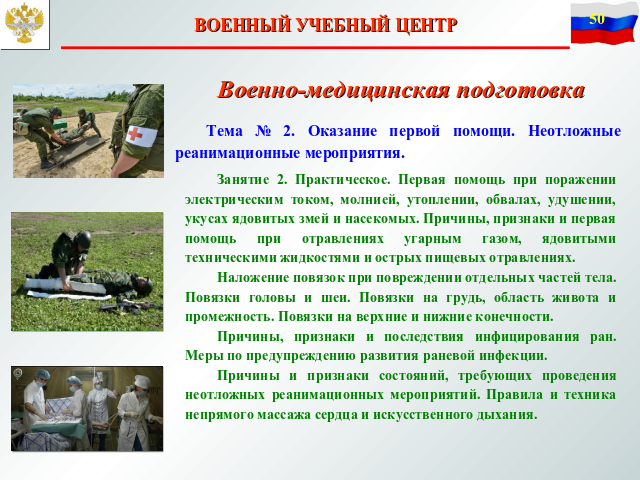 ВОЕННЫЙ УЧЕБНЫЙ ЦЕНТР
50
Военно-медицинская подготовка
Тема № 2. Оказание первой помощи. Неотложные
реанимационные мероприятия.
Занятие 2. Практическое. Первая помощь при поражении
электрическим током, молнией, утоплении, обвалах, удушении,
укусах ядовитых змей и насекомых. Причины, признаки и первая
помощь при отравлениях угарным газом, ядовитыми
техническими жидкостями и острых пищевых отравлениях.
Наложение повязок при повреждении отдельных частей тела.
Повязки головы и шеи. Повязки на грудь, область живота и
промежность. Повязки на верхние и нижние конечности.
Причины, признаки и последствия инфицирования ран.
Меры по предупреждению развития раневой инфекции.
Причины и признаки состояний, требующих проведения
неотложных реанимационных мероприятий. Правила и техника
непрямого массажа сердца и искусственного дыхания.